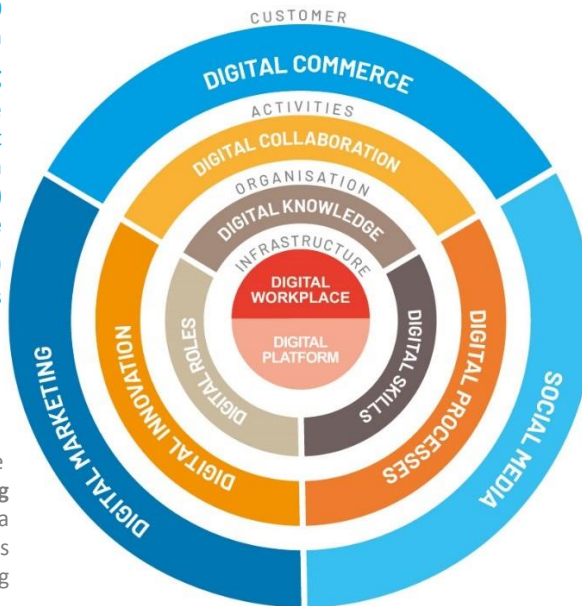 CUSTOMER
DIGITAL COMMERCE
ACTIVITIES
DIGITAL COLLABORATION
ORGANISATION
DIGITAL KNOWLEDGE
INFRASTRUCTURE
DIGITAL
WORKPLACE
DIGITAL
PLATFORM
DIGITAL ROLES
DIGITAL SKILLS
DIGITAL INNOVATION
DIGITAL PROCESSES
DIGITAL MARKETING
SOCIAL MEDIA